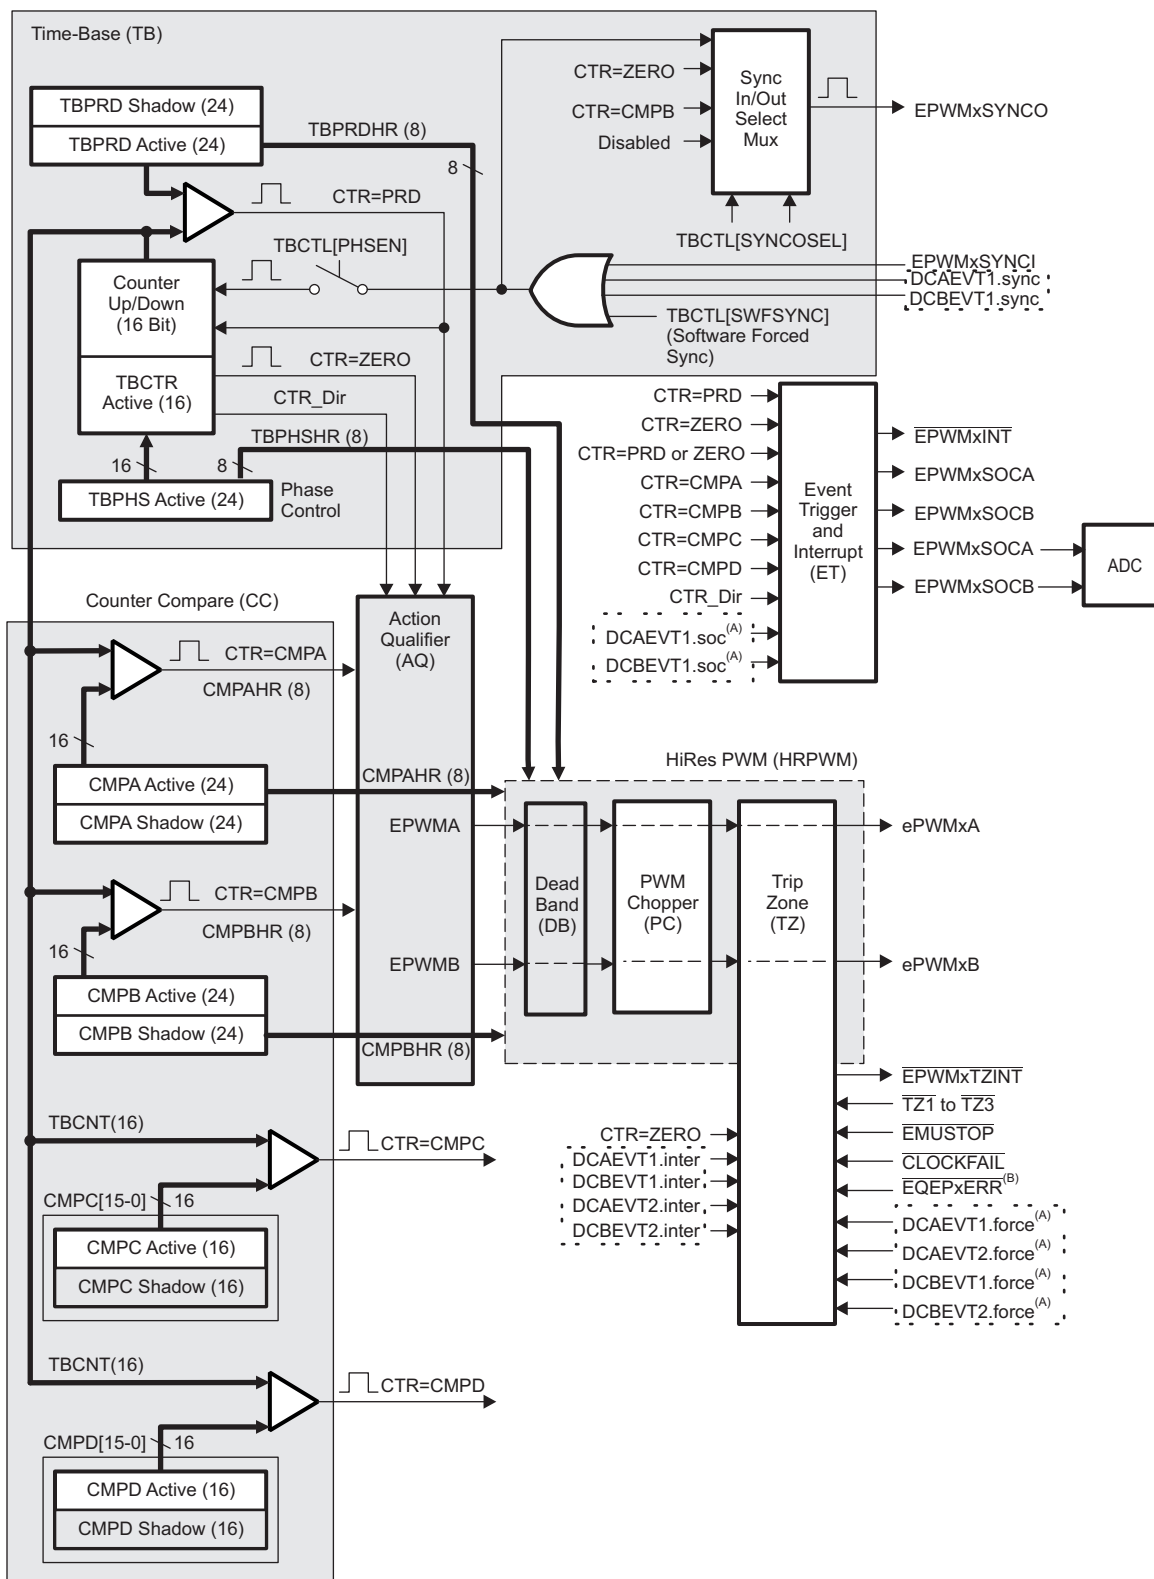 Time-Base (TB)
TBPRD Shadow (24)
TBPRD Active (24)
TBPRDHR (8)
8
CTR=PRD
TBCTL[PHSEN]
Counter
Up/Down
(16 Bit)
TBCTR
Active (16)
CTR=ZERO
CTR_Dir
TBPHSHR (8)
16
8
TBPHS Active (24)
Phase
Control
CTR=ZERO
CTR=CMPB
Disabled
Sync
In/Out
Select
Mux
EPWMxSYNCO
TBCTL[SYNCOSEL]
EPWMxSYNCI
DCAEVT1.sync
DCBEVT1.sync
TBCTL[SWFSYNC]
(Software Forced
Sync)
CTR=PRD
CTR=ZERO
CTR=PRD or ZERO
CTR=CMPA
CTR=CMPB
CTR=CMPC
CTR=CMPD
CTR_Dir
DCAEVT1.soc(A)
DCBEVT1.soc(A)
Event
Trigger
and
Interrupt
(ET)
EPWMxINT
EPWMxSOCA
EPWMxSOCB
EPWMxSOCA
EPWMxSOCB
ADC
Counter Compare (CC)
CTR=CMPA
CMPAHR (8)
16
CMPA Active (24)
CMPA Shadow (24)
CTR=CMPB
CMPBHR (8)
16
CMPB Active (24)
CMPB Shadow (24)
Action
Qualifier
(AQ)
CMPAHR (8)
EPWMA
EPWMB
CMPBHR (8)
HiRes PWM (HRPWM)
Dead
Band
(DB)
PWM
Chopper
(PC)
Trip
Zone
(TZ)
ePWMxA
ePWMxB
EPWMxTZINT
TZ1 to TZ3
EMUSTOP
CLOCKFAIL
EQEPxERR(B)
DCAEVT1.force(A)
DCAEVT2.force(A)
DCBEVT1.force(A)
DCBEVT2.force(A)
CTR=ZERO
DCAEVT1.inter
DCBEVT1.inter
DCAEVT2.inter
DCBEVT2.inter
TBCNT(16)
CTR=CMPC
CMPC[15-0]
16
CMPC Active (16)
CMPC Shadow (16)
TBCNT(16)
CTR=CMPD
CMPD[15-0]
16
CMPD Active (16)
CMPD Shadow (16)